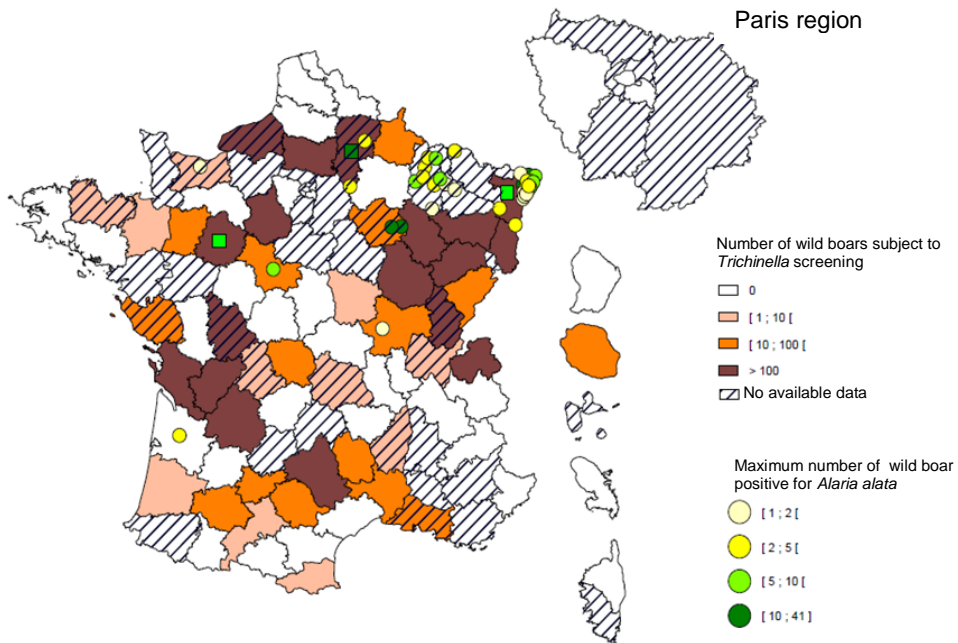 Paris region
Number of wild boars subject to
Trichinella screening
0
[ 1 ; 10 [
[ 10 ; 100 [
> 100
No available data
Maximum number of wild boar
positive for Alaria alata
[ 1 ; 2 [
[ 2 ; 5 [
[ 5 ; 10 [
[ 10 ; 41 ]